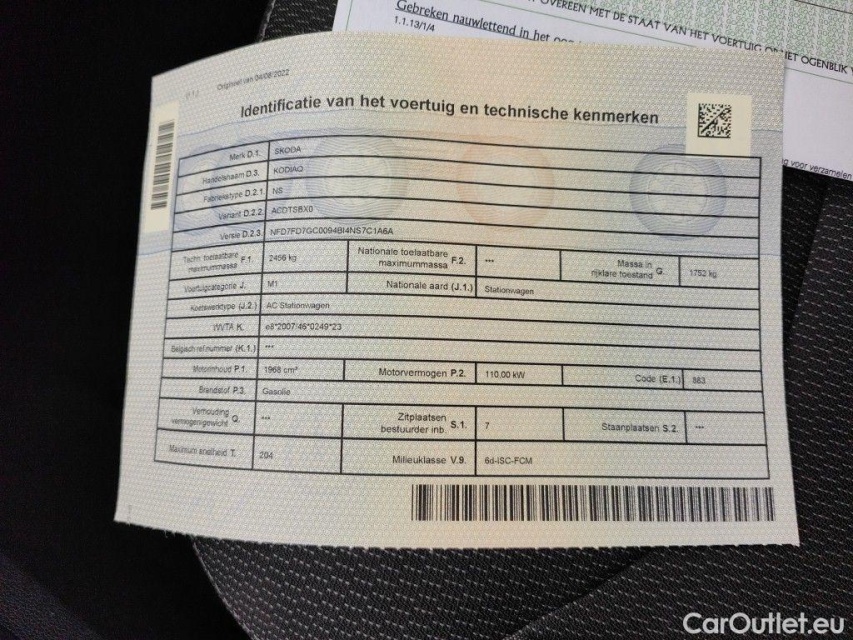 Gebreken nauwlettend in het
1.1.13/1/4
OVEREEN MET DE STAAT VAN HET VOERTUIG OP HET OGENBLIK
voor verzamelen
Origineel van 04/08/2022
Identificatie van het voertuig en technische kenmerken
Merk D.1. SKODA
Handelsnaam D.3. KODIAQ
Fabriekstype D.2.1. NS
Variant D.2.2. ACDTSBX0
Versie D.2.3. NFD7FD7GC0094BI4NS7C1A6A
Techn. toelaatbare maximummassa F.1. 2456 kg Nationale toelaatbare maximummassa F.2. --- Massa in rijklare toestand G. 1752 kg
Voertuigcategorie J. M1 Nationale aard (J.1.) Stationwagen
Koetswerktype (J.2.) AC Stationwagen
WVTA K. e8*2007/46*0249*23
Belgisch ref.nummer (K.1.) ---
Motorinhoud P.1. 1968 cm³ Motorvermogen P.2. 110,00 kW Code (E.1.) 883
Brandstof P.3. Gasolie
Verhouding vermogen/gewicht Q. --- Zitplaatsen bestuurder inb. S.1. 7 Staanplaatsen S.2. ---
Maximum snelheid T. 204 Milieuklasse V.9. 6d-ISC-FCM
CarOutlet.eu